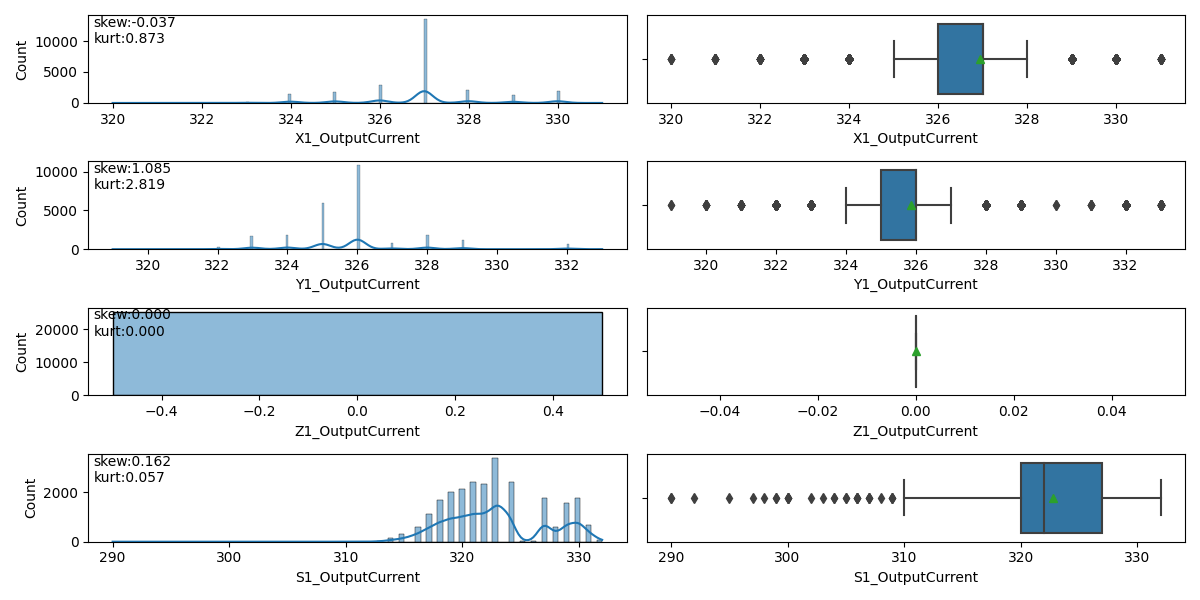 skew:-0.037
kurt:0.873
Count
10000
5000
0
320 322 324 326 328 330
X1_OutputCurrent
320 322 324 326 328 330
X1_OutputCurrent
skew:1.085
kurt:2.819
Count
10000
5000
0
320 322 324 326 328 330 332
Y1_OutputCurrent
320 322 324 326 328 330 332
Y1_OutputCurrent
skew:0.000
kurt:0.000
Count
20000
10000
0
−0.4 −0.2 0.0 0.2 0.4
Z1_OutputCurrent
−0.04 −0.02 0.00 0.02 0.04
Z1_OutputCurrent
skew:0.162
kurt:0.057
Count
2000
0
290 300 310 320 330
S1_OutputCurrent
290 300 310 320 330
S1_OutputCurrent